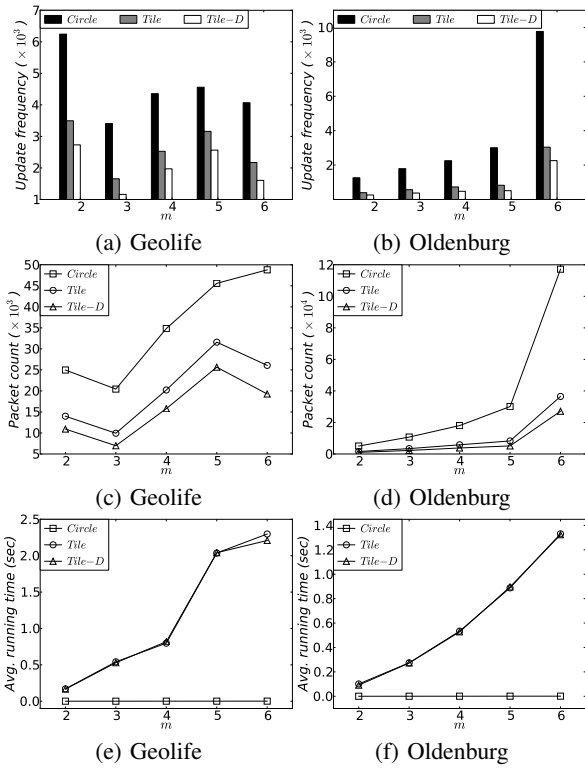 Circle Tile Tile−D
Update frequency (×10³)
7
6
5
4
3
2
1
2 3 4 5 6
m
(a) Geolife
Circle Tile Tile−D
Update frequency (×10³)
10
8
6
4
2
2 3 4 5 6
m
(b) Oldenburg
Circle
Tile
Tile−D
Packet count (×10³)
50
45
40
35
30
25
20
15
10
5
2 3 4 5 6
m
(c) Geolife
Circle
Tile
Tile−D
Packet count (×10⁴)
12
10
8
6
4
2
0
2 3 4 5 6
m
(d) Oldenburg
Circle
Tile
Tile−D
Avg. running time (sec)
2.5
2.0
1.5
1.0
0.5
0.0
2 3 4 5 6
m
(e) Geolife
Circle
Tile
Tile−D
Avg. running time (sec)
1.4
1.2
1.0
0.8
0.6
0.4
0.2
0.0
2 3 4 5 6
m
(f) Oldenburg